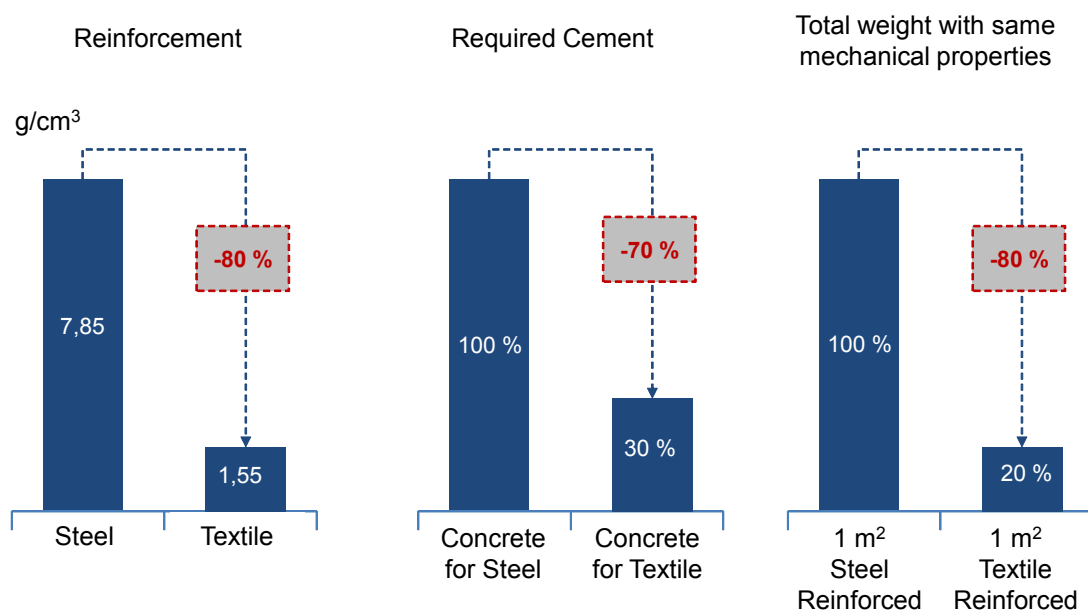 Reinforcement
g/cm³
-80 %
7,85
1,55
Steel
Textile
Required Cement
-70 %
100 %
30 %
Concrete
for Steel
Concrete
for Textile
Total weight with same
mechanical properties
-80 %
100 %
20 %
1 m²
Steel
Reinforced
1 m²
Textile
Reinforced